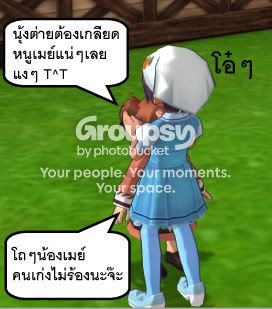 นุ้งต่ายต้องเกลียด
หนูเมย์แน่ๆเลย
แงๆ T^T
โอ๋ๆ
Groupsy
by photobucket
Your people. Your moments.
Your space.
โถๆน้องเมย์
คนเก่งไม่ร้องนะจ๊ะ